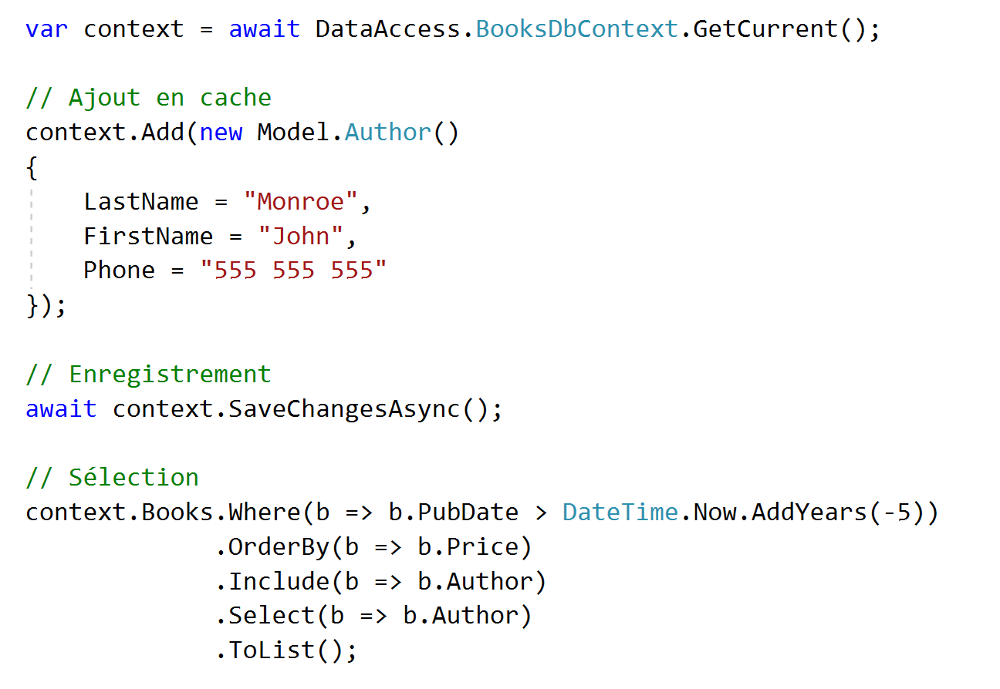 var context = await DataAccess.BooksDbContext.GetCurrent();
// Ajout en cache
context.Add(new Model.Author()
{
    LastName = "Monroe",
    FirstName = "John",
    Phone = "555 555 555"
});
// Enregistrement
await context.SaveChangesAsync();
// Sélection
context.Books.Where(b => b.PubDate > DateTime.Now.AddYears(-5))
             .OrderBy(b => b.Price)
             .Include(b => b.Author)
             .Select(b => b.Author)
             .ToList();